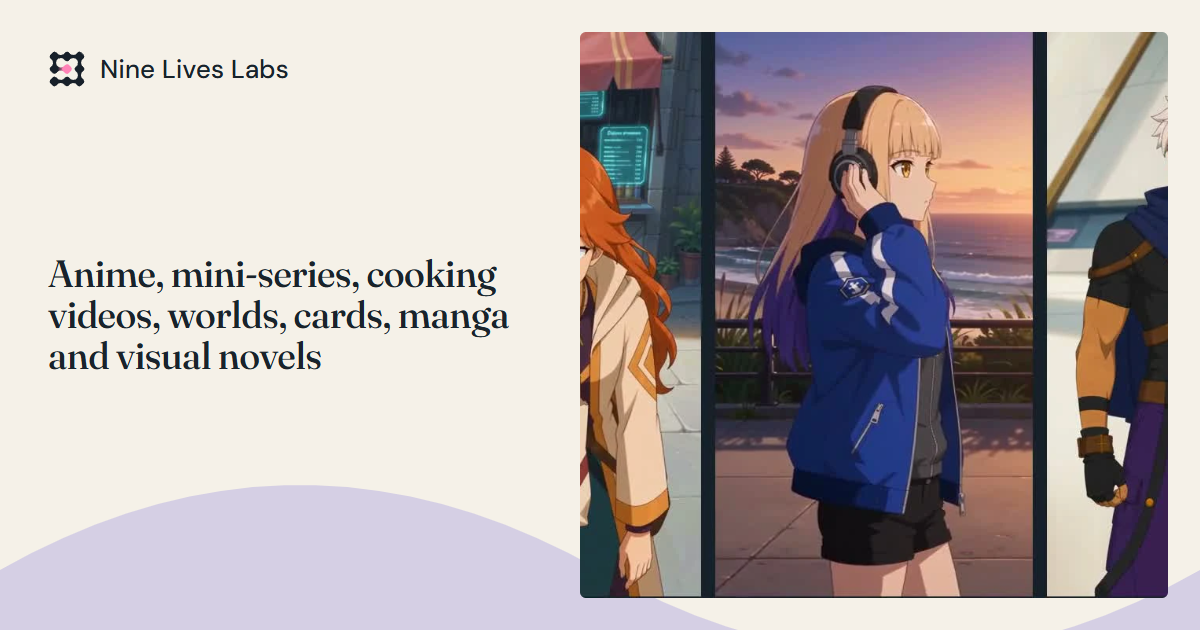 Nine Lives Labs
Anime, mini-series, cooking
videos, worlds, cards, manga
and visual novels